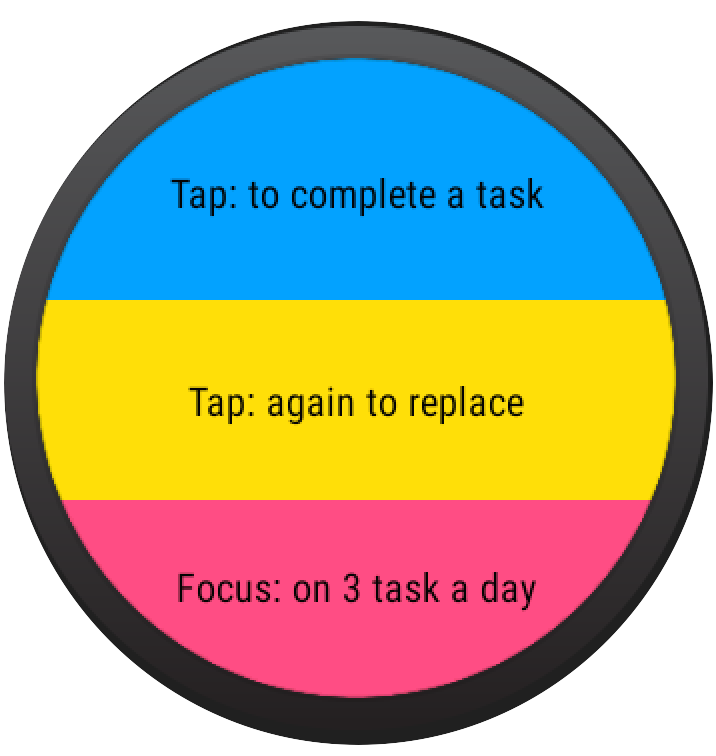 Tap: to complete a task
Tap: again to replace
Focus: on 3 task a day